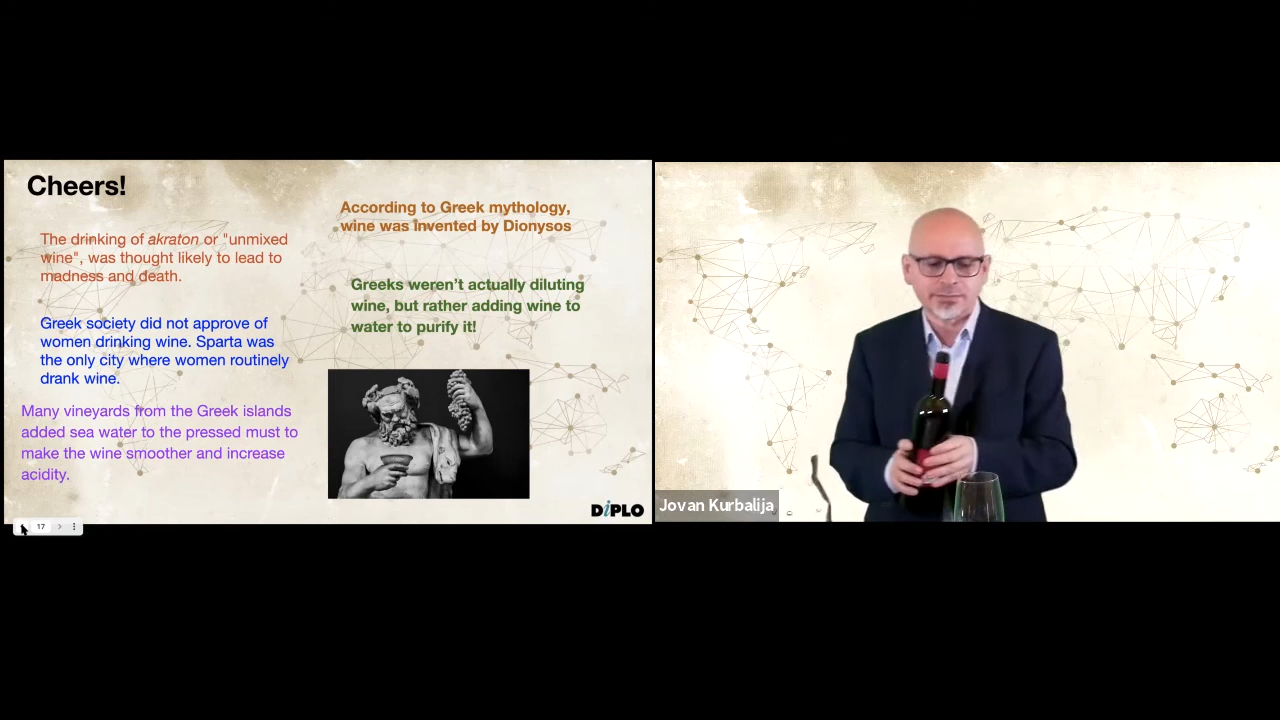 Cheers!
The drinking of akraton or "unmixed
wine", was thought likely to lead to
madness and death.
Greek society did not approve of
women drinking wine. Sparta was
the only city where women routinely
drank wine.
Many vineyards from the Greek islands
added sea water to the pressed must to
make the wine smoother and increase
acidity.
According to Greek mythology,
wine was invented by Dionysos
Greeks weren't actually diluting
wine, but rather adding wine to
water to purify it!
DiPLO
17
Jovan Kurbalija